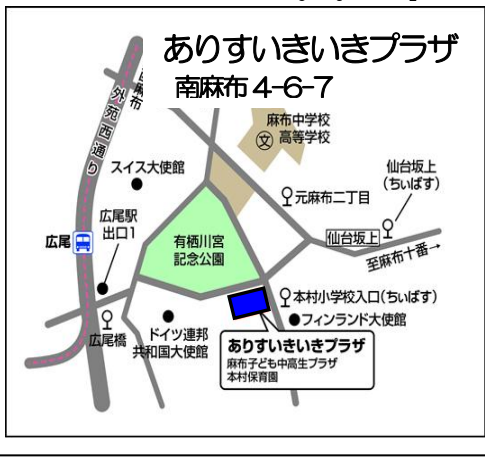 ありすいきいきプラザ
南麻布4-6-7
西麻布
外苑西通り
麻布中学校
高等学校
文
スイス大使館
仙台坂上
(ちぃばす)
元麻布二丁目
広尾駅
出口1
広尾
有栖川宮
記念公園
仙台坂上
至麻布十番→
本村小学校入口(ちぃばす)
フィンランド大使館
広尾橋
ドイツ連邦
共和国大使館
ありすいきいきプラザ
麻布子ども中高生プラザ
本村保育園